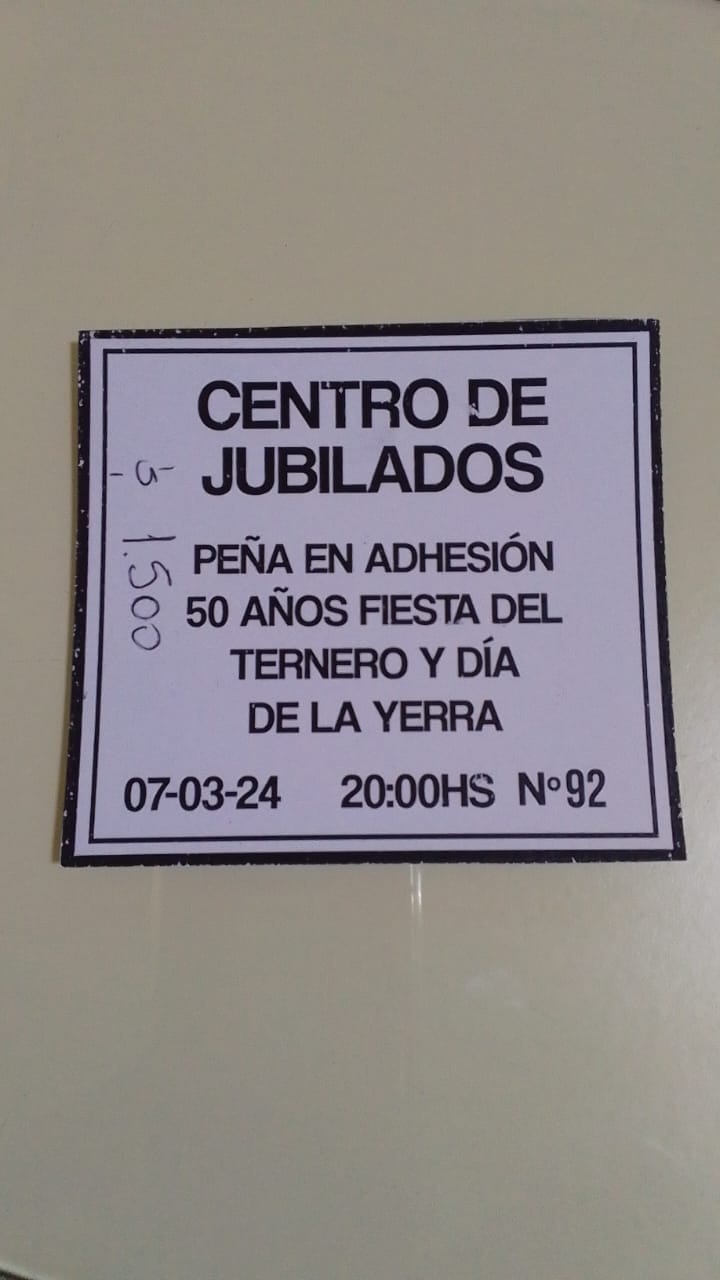 CENTRO DE
JUBILADOS
PEÑA EN ADHESIÓN
50 AÑOS FIESTA DEL
TERNERO Y DÍA
DE LA YERRA
07-03-24 20:00HS Nº92
1.500